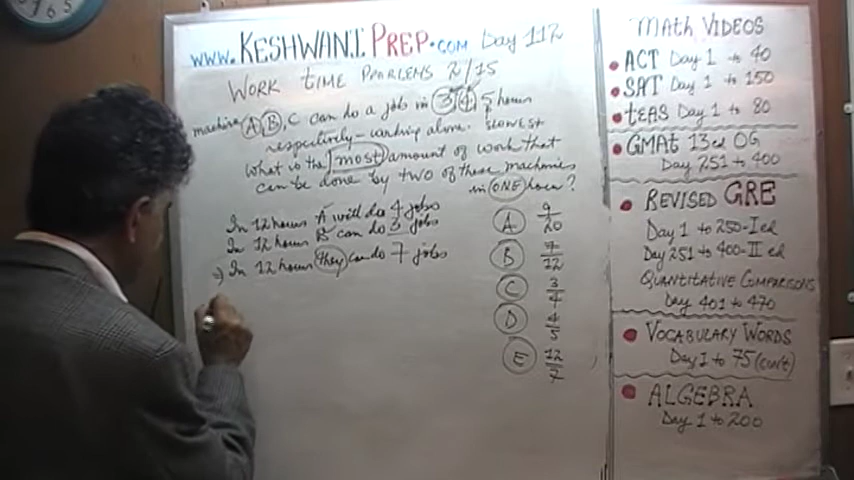 www.KESHWANI PREP.COM Day 112
WORK TIME PROBLEMS 2/15
machine A, B, C can do a job in 3, 4, 5 hours
respectively - working alone. SLOWEST
What is the most amount of work that
can be done by two of these machines
in ONE hour?
In 12 hours A will do 4 jobs
In 12 hours B can do 3 jobs
⇒ In 12 hours they can do 7 jobs
A 9/20
B 7/12
C 3/4
D 4/5
E 12/7
MATH VIDEOS
ACT Day 1 to 40
SAT Day 1 to 150
tEAS Day 1 to 80
GMAT 13ed OG
Day 251 to 400
REVISED GRE
Day 1 to 250-Ied
Day 251 to 400-II ed
QUANTITATIVE COMPARISONS
Day 401 to 470
VOCABULARY WORDS
Day 1 to 75 (con't)
ALGEBRA
Day 1 to 200